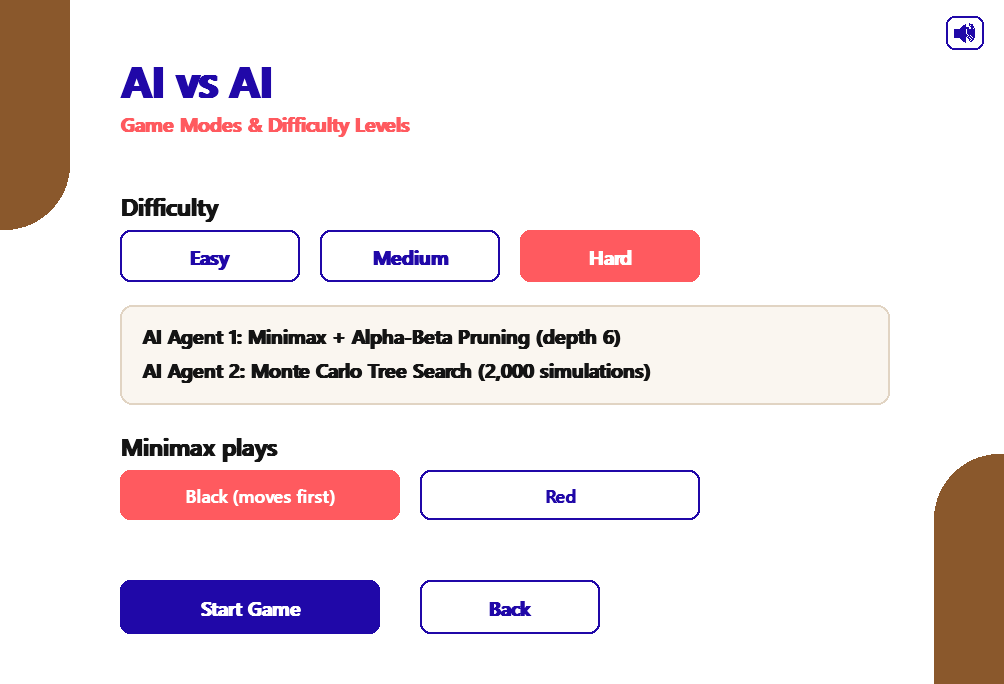 AI vs AI
Game Modes & Difficulty Levels
Difficulty
Easy
Medium
Hard
AI Agent 1: Minimax + Alpha-Beta Pruning (depth 6)
AI Agent 2: Monte Carlo Tree Search (2,000 simulations)
Minimax plays
Black (moves first)
Red
Start Game
Back